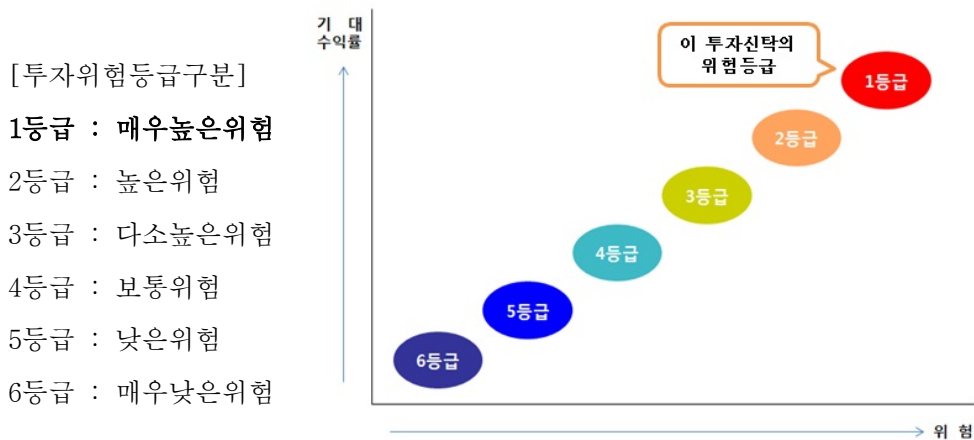 [투자위험등급구분]
1등급 : 매우높은위험
2등급 : 높은위험
3등급 : 다소높은위험
4등급 : 보통위험
5등급 : 낮은위험
6등급 : 매우낮은위험
기 대
수익률
이 투자신탁의
위험등급
1등급
2등급
3등급
4등급
5등급
6등급
위 험